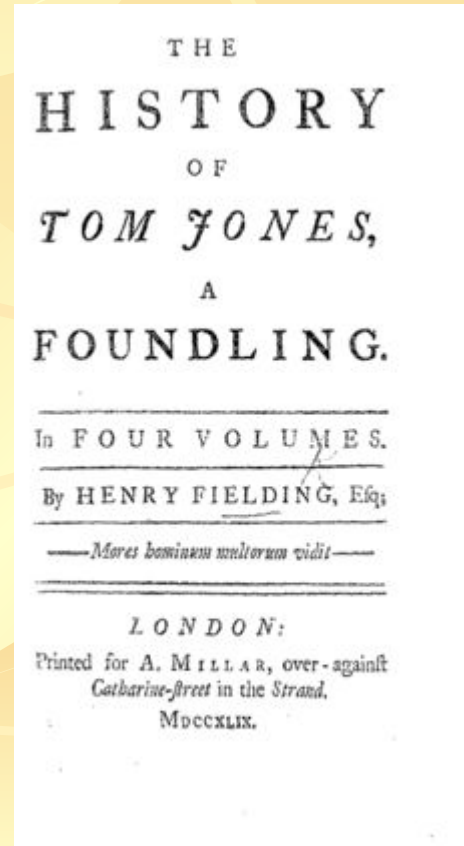 THE
HISTORY
OF
TOM JONES,
A
FOUNDLING.
In FOUR VOLUMES.
By HENRY FIELDING, Eſq;
——Mores hominum multorum vidit——
LONDON:
Printed for A. MILLAR, over-againſt
Catharine-ſtreet in the Strand.
MDCCXLIX.